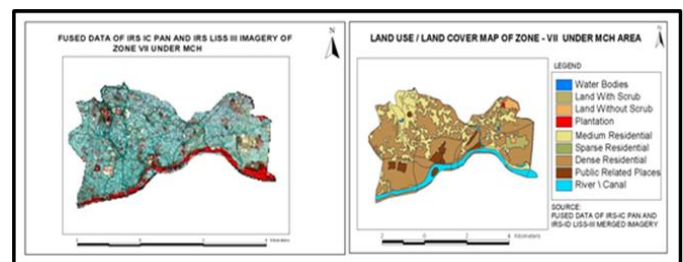 FUSED DATA OF IRS IC PAN AND IRS LISS III IMAGERY OF
ZONE VII UNDER MCH
N
LAND USE / LAND COVER MAP OF ZONE - VII UNDER MCH AREA
N
LEGEND
Water Bodies
Land With Scrub
Land Without Scrub
Plantation
Medium Residential
Sparse Residential
Dense Residential
Public Related Places
River \ Canal
SOURCE:
FUSED DATA OF IRS-IC PAN AND
IRS-ID LISS-III MERGED IMAGERY
2 0 2 4 Kilometers